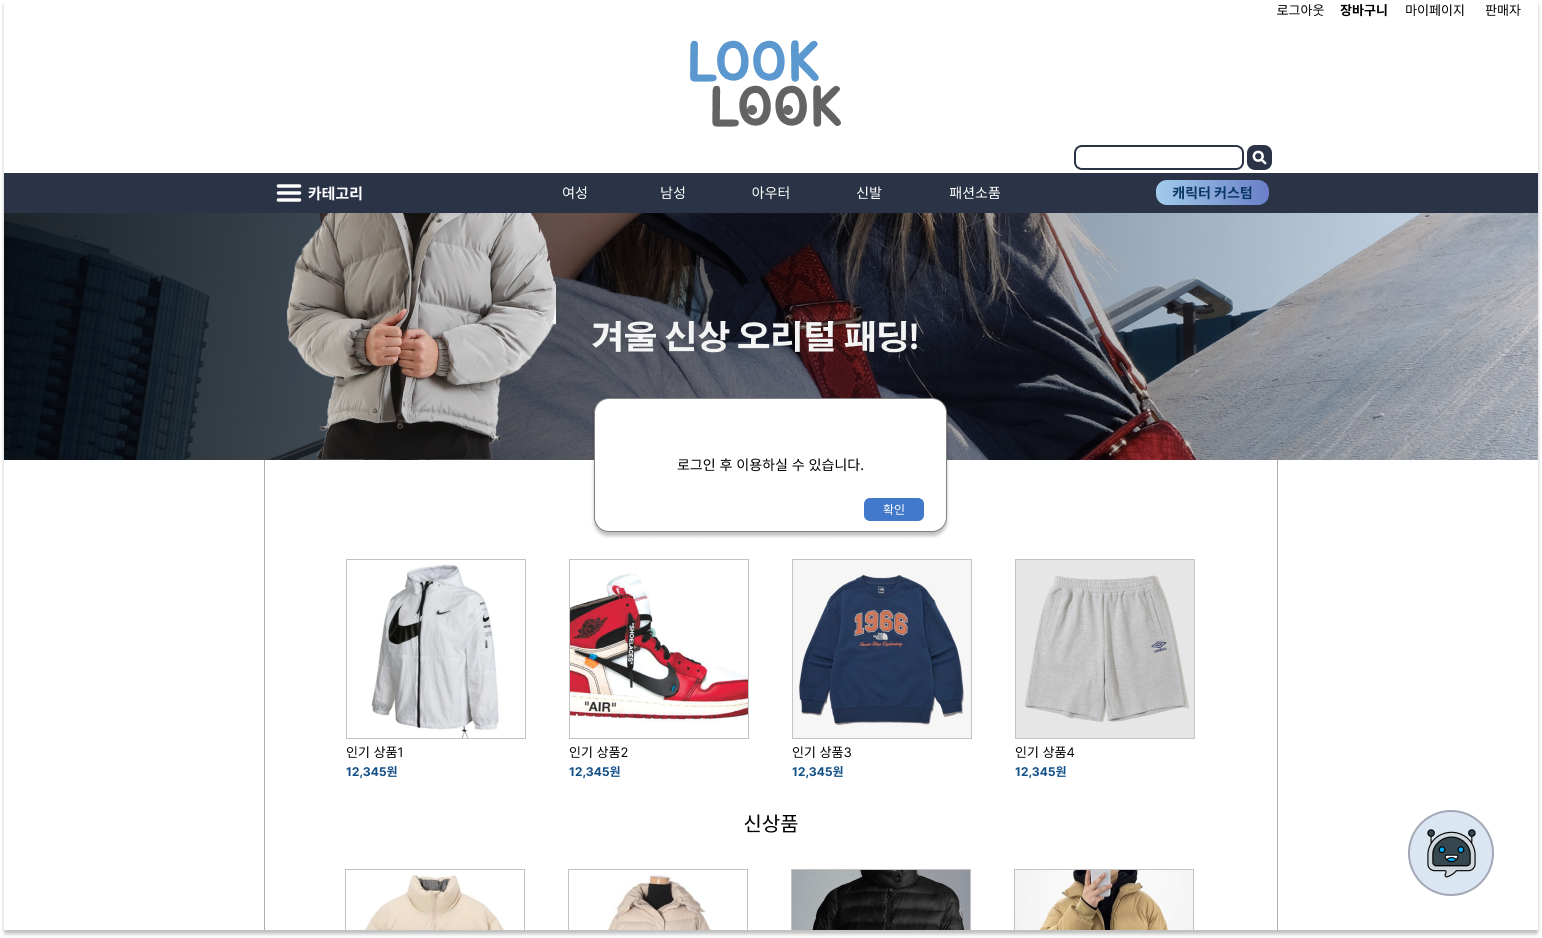 로그아웃 장바구니 마이페이지 판매자
LOOK
LOOK
카테고리 여성 남성 아우터 신발 패션소품 캐릭터 커스텀
겨울 신상 오리털 패딩!
로그인 후 이용하실 수 있습니다.
확인
"SHOELACES"
"AIR"
1966
인기 상품1 인기 상품2 인기 상품3 인기 상품4
12,345원 12,345원 12,345원 12,345원
신상품